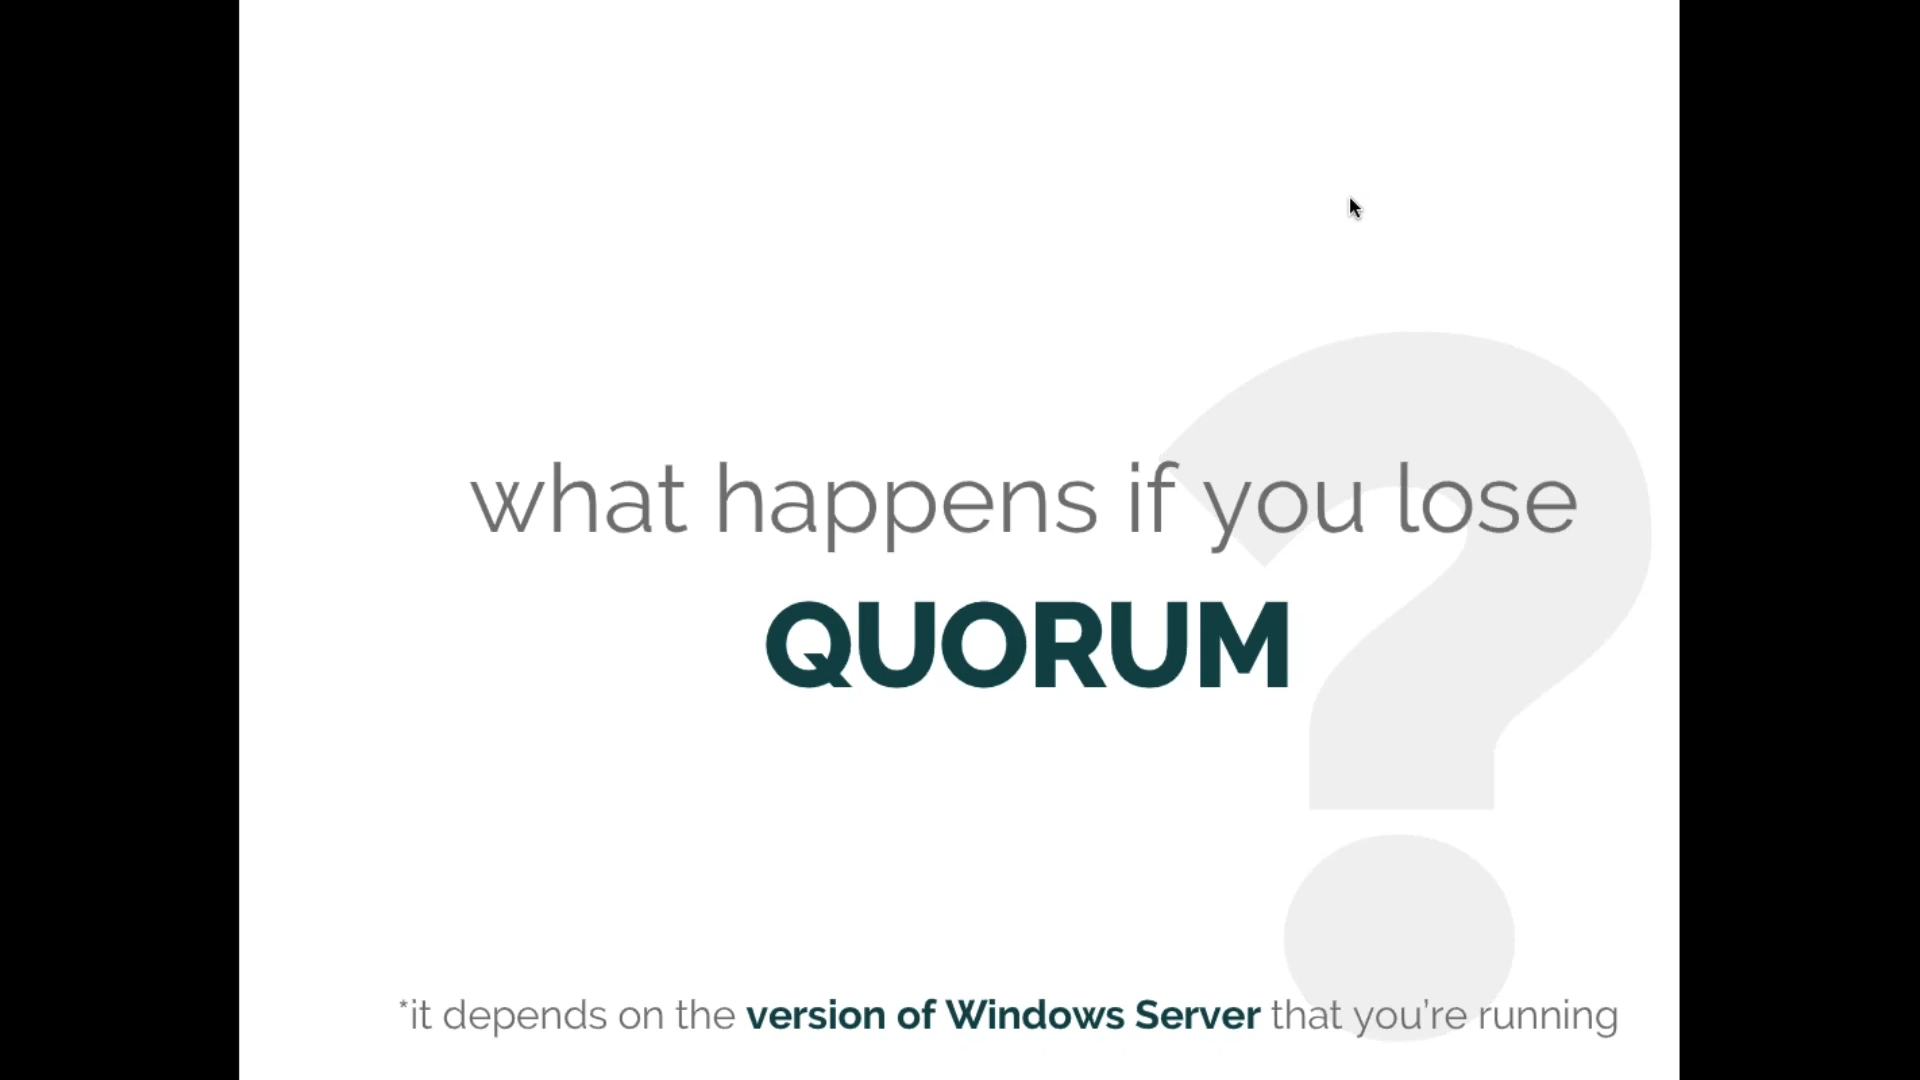 what happens if you lose
QUORUM
?
*it depends on the version of Windows Server that you're running